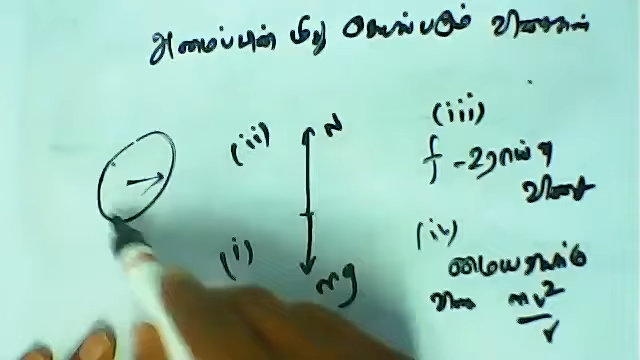 அமைப்பின் மீது செயல்படும் விசைகள்
(iii)
(ii) N
f - உராய்வு
விசை
(iv)
(i) mg
மையநோக்கு
விசை mv²
r